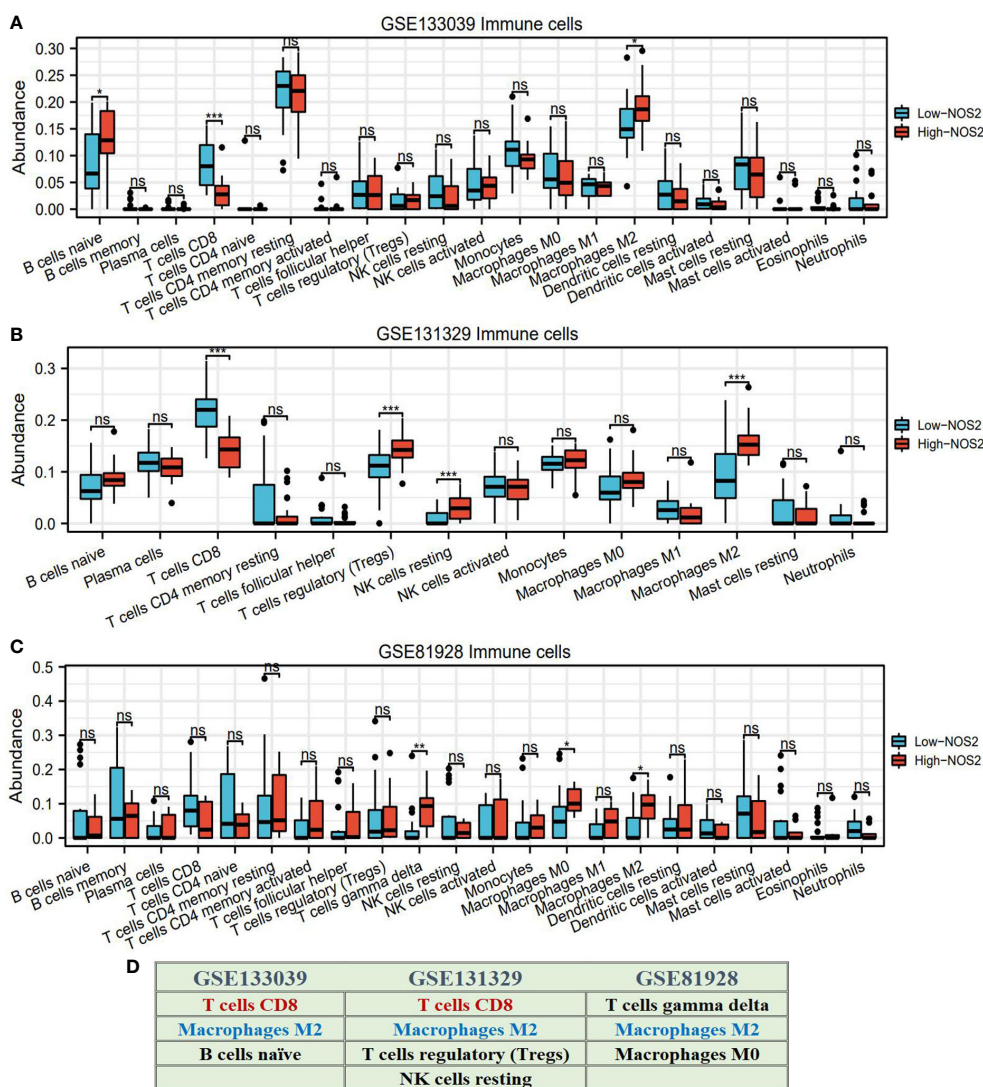 A
GSE133039 Immune cells
Abundance
0.30
0.25
0.20
0.15
0.10
0.05
0.00
* ns ns *** ns ns ns ns ns ns ns ns ns ns * ns ns ns ns ns ns
Low-NOS2
High-NOS2
B cells naive
B cells memory
Plasma cells
T cells CD8
T cells CD4 naive
T cells CD4 memory resting
T cells CD4 memory activated
T cells follicular helper
T cells regulatory (Tregs)
NK cells resting
NK cells activated
Monocytes
Macrophages M0
Macrophages M1
Macrophages M2
Dendritic cells resting
Dendritic cells activated
Mast cells resting
Mast cells activated
Eosinophils
Neutrophils
B
GSE131329 Immune cells
Abundance
0.3
0.2
0.1
0.0
ns ns *** ns ns *** *** ns ns ns ns *** ns ns
Low-NOS2
High-NOS2
B cells naive
Plasma cells
T cells CD8
T cells CD4 memory resting
T cells follicular helper
T cells regulatory (Tregs)
NK cells resting
NK cells activated
Monocytes
Macrophages M0
Macrophages M1
Macrophages M2
Mast cells resting
Neutrophils
C
GSE81928 Immune cells
Abundance
0.5
0.4
0.3
0.2
0.1
0.0
ns ns ns ns ns ns ns ns ns ** ns ns ns * ns * ns ns ns ns ns ns
Low-NOS2
High-NOS2
B cells naive
B cells memory
Plasma cells
T cells CD8
T cells CD4 naïve
T cells CD4 memory resting
T cells CD4 memory activated
T cells follicular helper
T cells regulatory (Tregs)
T cells gamma delta
NK cells resting
NK cells activated
Monocytes
Macrophages M0
Macrophages M1
Macrophages M2
Dendritic cells resting
Dendritic cells activated
Mast cells resting
Mast cells activated
Eosinophils
Neutrophils
D
GSE133039 GSE131329 GSE81928
T cells CD8 T cells CD8 T cells gamma delta
Macrophages M2 Macrophages M2 Macrophages M2
B cells naïve T cells regulatory (Tregs) Macrophages M0
NK cells resting